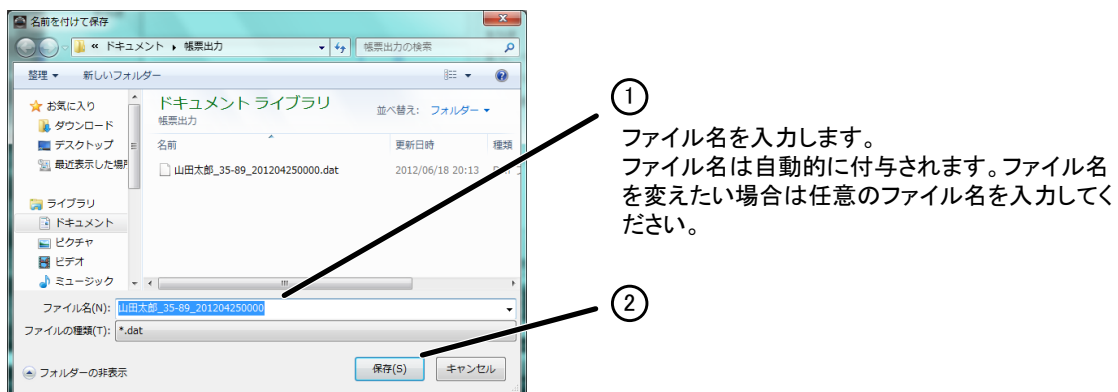 名前を付けて保存
« ドキュメント ▸ 帳票出力
帳票出力の検索
整理 ▼ 新しいフォルダー
お気に入り
ダウンロード
デスクトップ
最近表示した場所
ライブラリ
ドキュメント
ピクチャ
ビデオ
ミュージック
ドキュメント ライブラリ
帳票出力
並べ替え: フォルダー ▼
名前 更新日時 種類
山田太郎_35-89_201204250000.dat 2012/06/18 20:13
ファイル名(N): 山田太郎_35-89_201204250000
ファイルの種類(T): *.dat
フォルダーの非表示
保存(S) キャンセル
①
ファイル名を入力します。
ファイル名は自動的に付与されます。ファイル名
を変えたい場合は任意のファイル名を入力してく
ださい。
②